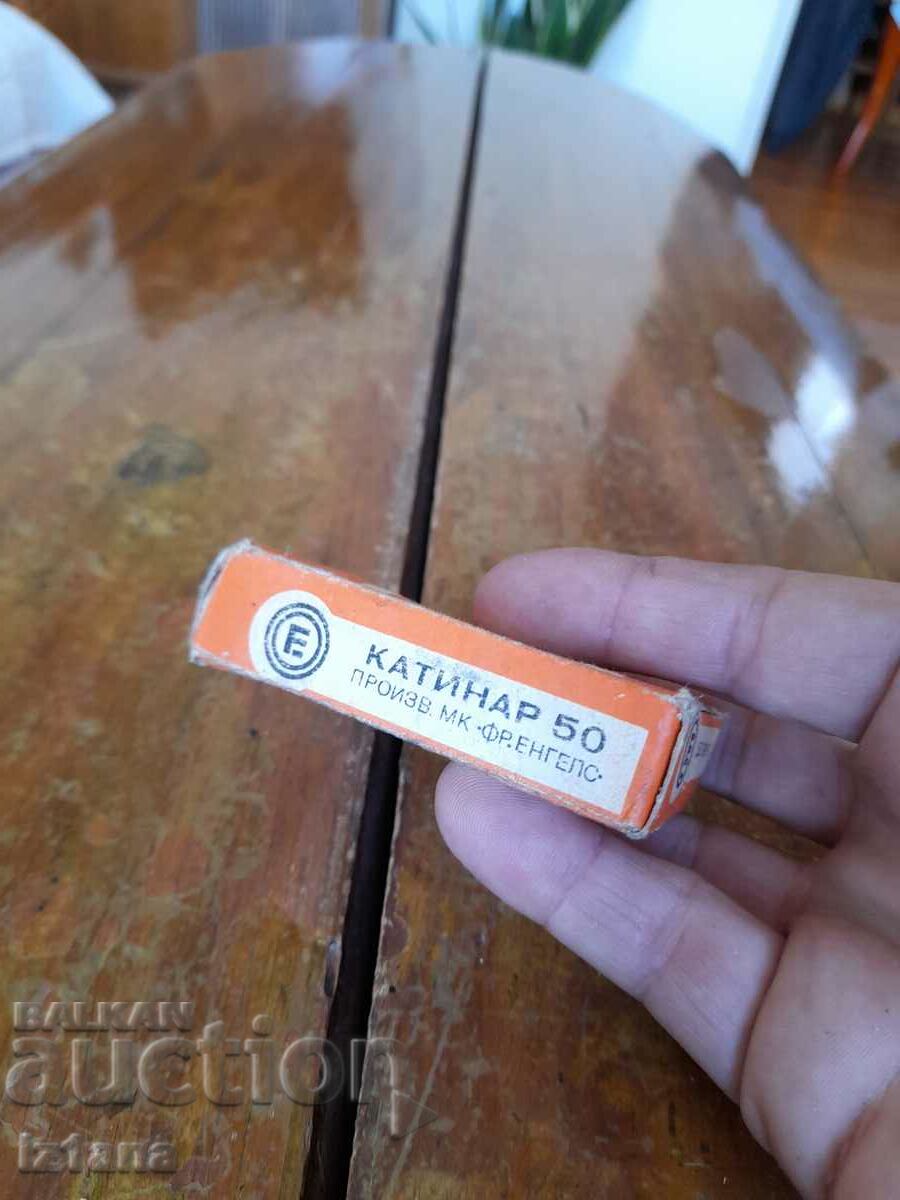 E
КАТИНАР 50
ПРОИЗВ. МК •ФР.ЕНГЕЛС•
BALKAN
auction
iztana